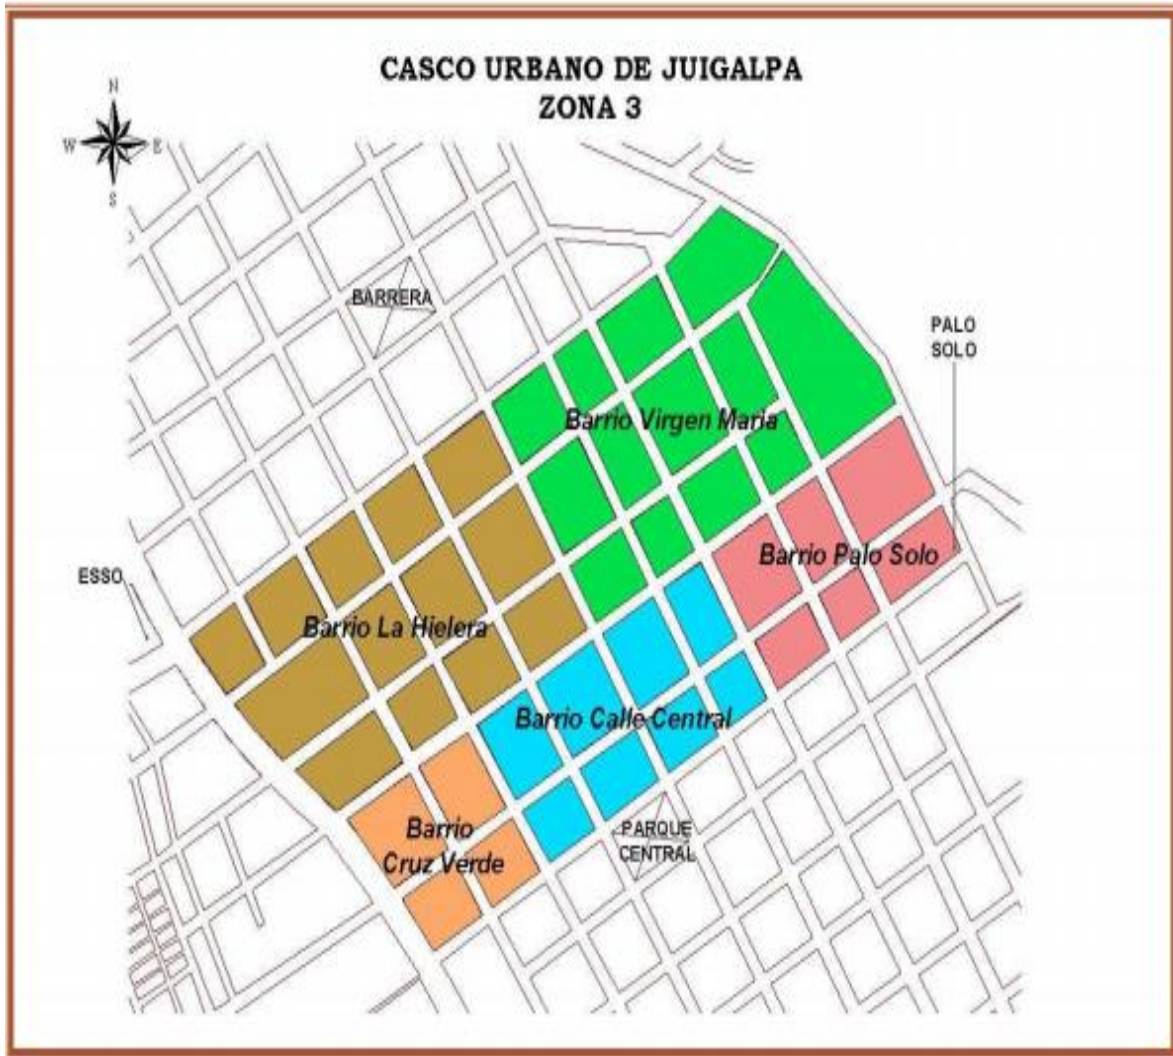 CASCO URBANO DE JUIGALPA
ZONA 3
N
W E
S
BARRERA
PALO
SOLO
Barrio Virgen Maria
Barrio Palo Solo
ESSO
Barrio La Hielera
Barrio Calle Central
Barrio
Cruz Verde
PARQUE
CENTRAL